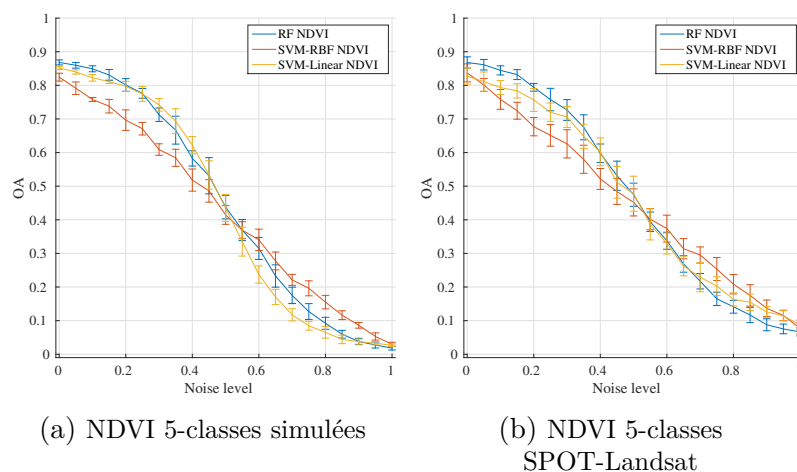 1
0.9
0.8
0.7
0.6
0.5
0.4
0.3
0.2
0.1
0
OA
RF NDVI
SVM-RBF NDVI
SVM-Linear NDVI
0 0.2 0.4 0.6 0.8 1
Noise level
(a) NDVI 5-classes simulées
1
0.9
0.8
0.7
0.6
0.5
0.4
0.3
0.2
0.1
0
OA
RF NDVI
SVM-RBF NDVI
SVM-Linear NDVI
0 0.2 0.4 0.6 0.8
Noise level
(b) NDVI 5-classes
SPOT-Landsat